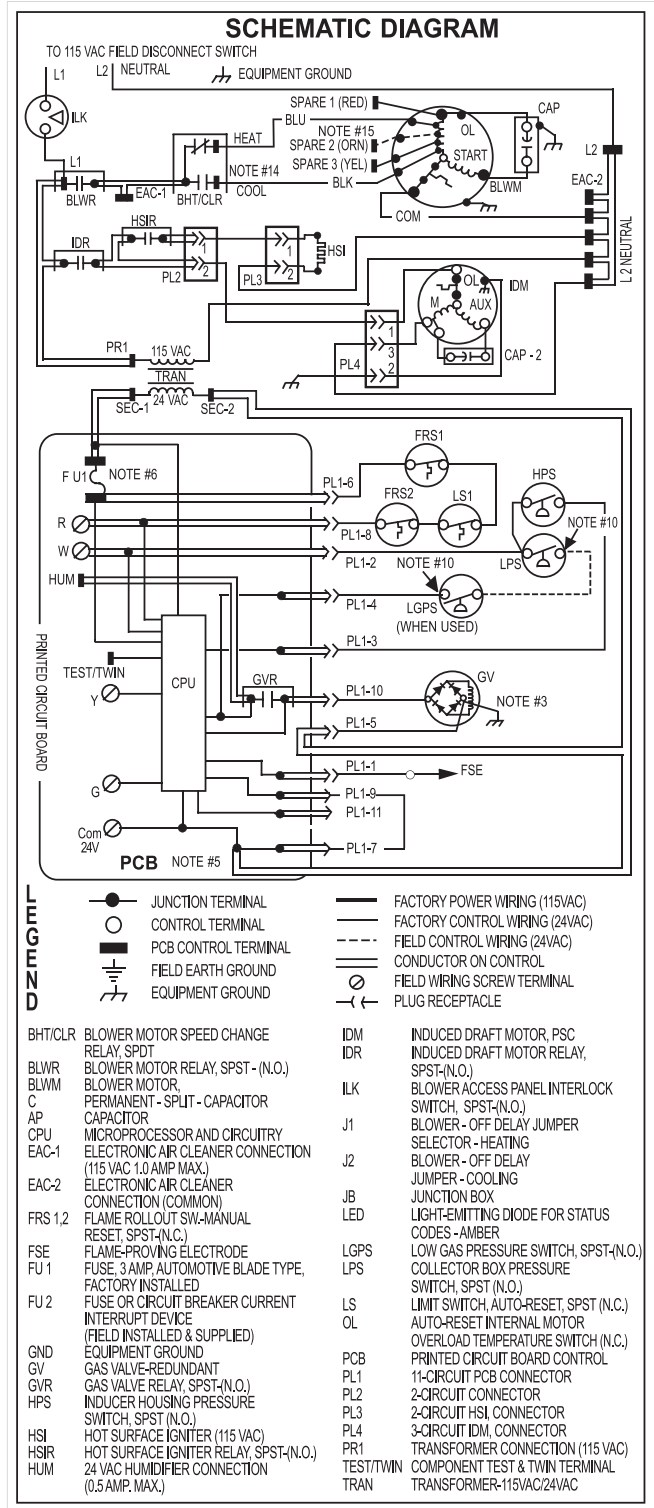 SCHEMATIC DIAGRAM
TO 115 VAC FIELD DISCONNECT SWITCH
L1
L2
NEUTRAL
EQUIPMENT GROUND
ILK
SPARE 1 (RED)
BLU
HEAT
NOTE #15
SPARE 2 (ORN)
SPARE 3 (YEL)
OL
START
CAP
L1
BLWR
EAC-1
BHT/CLR
NOTE #14
COOL
BLK
BLWM
COM
L2
EAC-2
L 2 NEUTRAL
IDR
HSIR
1
2
PL2
1
2
PL3
HSI
OL
IDM
M
AUX
1
3
2
PL4
CAP - 2
PR1
115 VAC
TRAN
24 VAC
SEC-1
SEC-2
F U1
NOTE #6
PL1-6
FRS1
FRS2
LS1
HPS
R
PL1-8
NOTE #10
W
PL1-2
NOTE #10
LPS
HUM
PL1-4
LGPS
(WHEN USED)
PL1-3
PRINTED CIRCUIT BOARD
TEST/TWIN
CPU
GVR
GV
Y
PL1-10
NOTE #3
PL1-5
PL1-1
FSE
G
PL1-9
PL1-11
Com
24V
PL1-7
PCB
NOTE #5
LEGEND
JUNCTION TERMINAL
CONTROL TERMINAL
PCB CONTROL TERMINAL
FIELD EARTH GROUND
EQUIPMENT GROUND
FACTORY POWER WIRING (115VAC)
FACTORY CONTROL WIRING (24VAC)
FIELD CONTROL WIRING (24VAC)
CONDUCTOR ON CONTROL
FIELD WIRING SCREW TERMINAL
PLUG RECEPTACLE
BHT/CLR BLOWER MOTOR SPEED CHANGE
RELAY, SPDT
BLWR BLOWER MOTOR RELAY, SPST - (N.O.)
BLWM BLOWER MOTOR,
C PERMANENT - SPLIT - CAPACITOR
AP CAPACITOR
CPU MICROPROCESSOR AND CIRCUITRY
EAC-1 ELECTRONIC AIR CLEANER CONNECTION
(115 VAC 1.0 AMP MAX.)
EAC-2 ELECTRONIC AIR CLEANER
CONNECTION (COMMON)
FRS 1,2 FLAME ROLLOUT SW.-MANUAL
RESET, SPST-(N.C.)
FSE FLAME-PROVING ELECTRODE
FU 1 FUSE, 3 AMP, AUTOMOTIVE BLADE TYPE,
FACTORY INSTALLED
FU 2 FUSE OR CIRCUIT BREAKER CURRENT
INTERRUPT DEVICE
(FIELD INSTALLED & SUPPLIED)
GND EQUIPMENT GROUND
GV GAS VALVE-REDUNDANT
GVR GAS VALVE RELAY, SPST-(N.O.)
HPS INDUCER HOUSING PRESSURE
SWITCH, SPST (N.O.)
HSI HOT SURFACE IGNITER (115 VAC)
HSIR HOT SURFACE IGNITER RELAY, SPST-(N.O.)
HUM 24 VAC HUMIDIFIER CONNECTION
(0.5 AMP. MAX.)
IDM INDUCED DRAFT MOTOR, PSC
IDR INDUCED DRAFT MOTOR RELAY,
SPST-(N.O.)
ILK BLOWER ACCESS PANEL INTERLOCK
SWITCH, SPST-(N.O.)
J1 BLOWER - OFF DELAY JUMPER
SELECTOR - HEATING
J2 BLOWER - OFF DELAY
JUMPER - COOLING
JB JUNCTION BOX
LED LIGHT-EMITTING DIODE FOR STATUS
CODES - AMBER
LGPS LOW GAS PRESSURE SWITCH, SPST-(N.O.)
LPS COLLECTOR BOX PRESSURE
SWITCH, SPST (N.O.)
LS LIMIT SWITCH, AUTO-RESET, SPST (N.C.)
OL AUTO-RESET INTERNAL MOTOR
OVERLOAD TEMPERATURE SWITCH (N.C.)
PCB PRINTED CIRCUIT BOARD CONTROL
PL1 11-CIRCUIT PCB CONNECTOR
PL2 2-CIRCUIT CONNECTOR
PL3 2-CIRCUIT HSI, CONNECTOR
PL4 3-CIRCUIT IDM, CONNECTOR
PR1 TRANSFORMER CONNECTION (115 VAC)
TEST/TWIN COMPONENT TEST & TWIN TERMINAL
TRAN TRANSFORMER-115VAC/24VAC